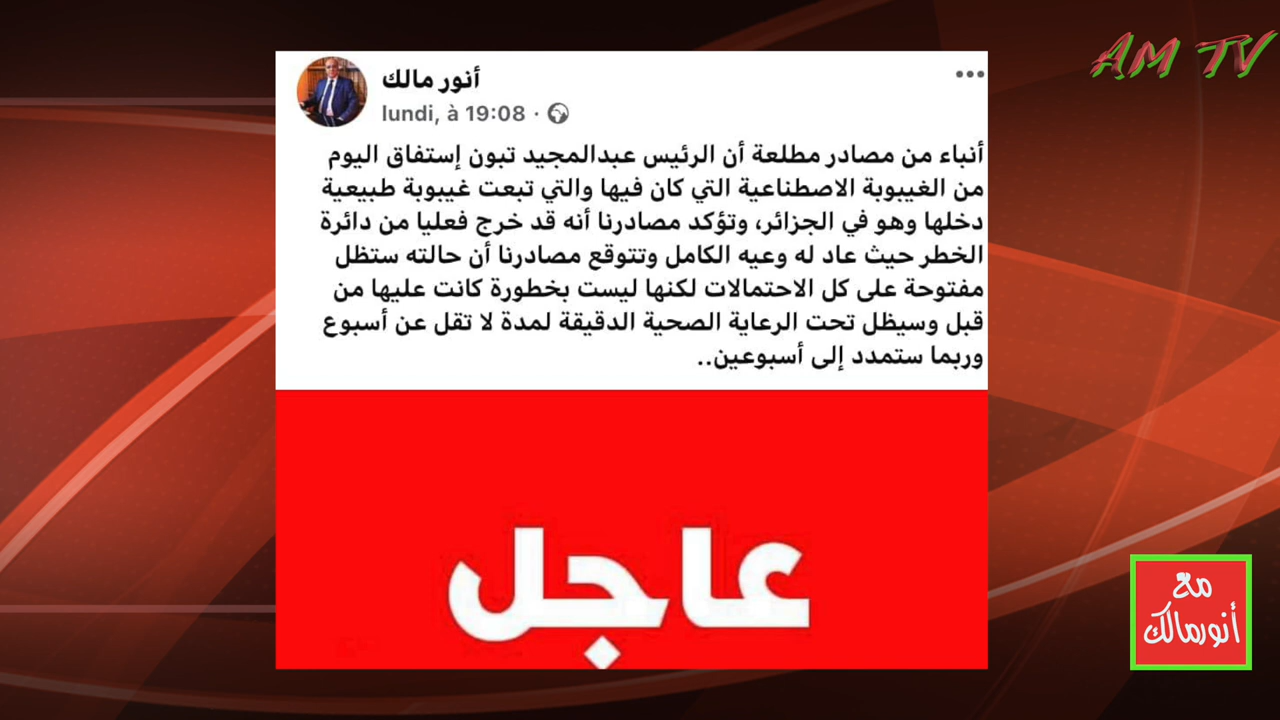 AM TV
أنور مالك
lundi, à 19:08 ·
أنباء من مصادر مطلعة أن الرئيس عبدالمجيد تبون إستفاق اليوم
من الغيبوبة الاصطناعية التي كان فيها والتي تبعت غيبوبة طبيعية
دخلها وهو في الجزائر، وتؤكد مصادرنا أنه قد خرج فعليا من دائرة
الخطر حيث عاد له وعيه الكامل وتتوقع مصادرنا أن حالته ستظل
مفتوحة على كل الاحتمالات لكنها ليست بخطورة كانت عليها من
قبل وسيظل تحت الرعاية الصحية الدقيقة لمدة لا تقل عن أسبوع
وربما ستمدد إلى أسبوعين..
عاجل
مع
أنورمالك